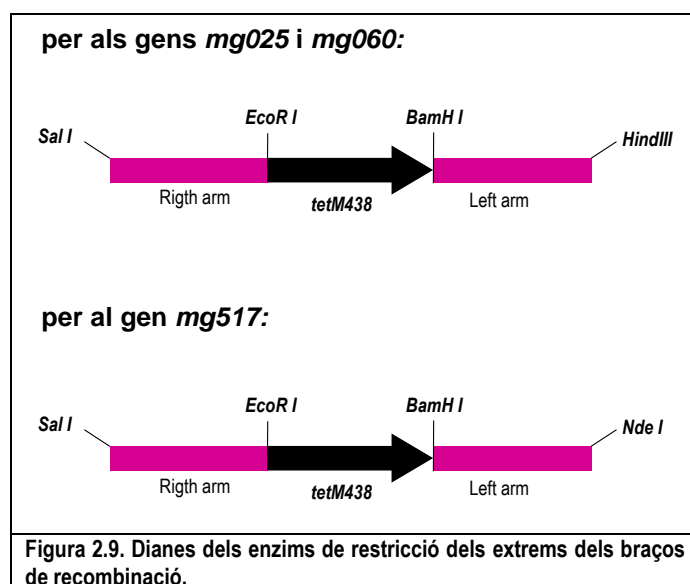 per als gens mg025 i mg060:
EcoR I
BamH I
Sal I
HindIII
Rigth arm
tetM438
Left arm
per al gen mg517:
EcoR I
BamH I
Sal I
Nde I
Rigth arm
tetM438
Left arm
Figura 2.9. Dianes dels enzims de restricció dels extrems dels braços
de recombinació.